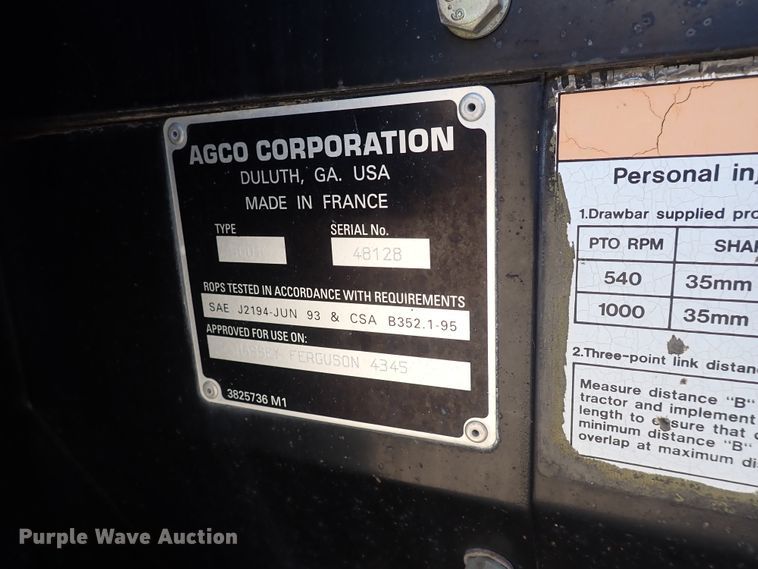 AGCO CORPORATION
DULUTH, GA. USA
MADE IN FRANCE
TYPE
SERIAL No.
48128
ROPS TESTED IN ACCORDANCE WITH REQUIREMENTS
SAE J2194-JUN 93 & CSA B352.1-95
APPROVED FOR USE ON:
MASSEY FERGUSON 4345
3825736 M1
Personal inj
1.Drawbar supplied pro
PTO RPM SHA
540 35mm
1000 35mm
2.Three-point link distan
Measure distance "B"
tractor and implement
length to ensure that
minimum distance "B"
overlap at maximum di
Purple Wave Auction